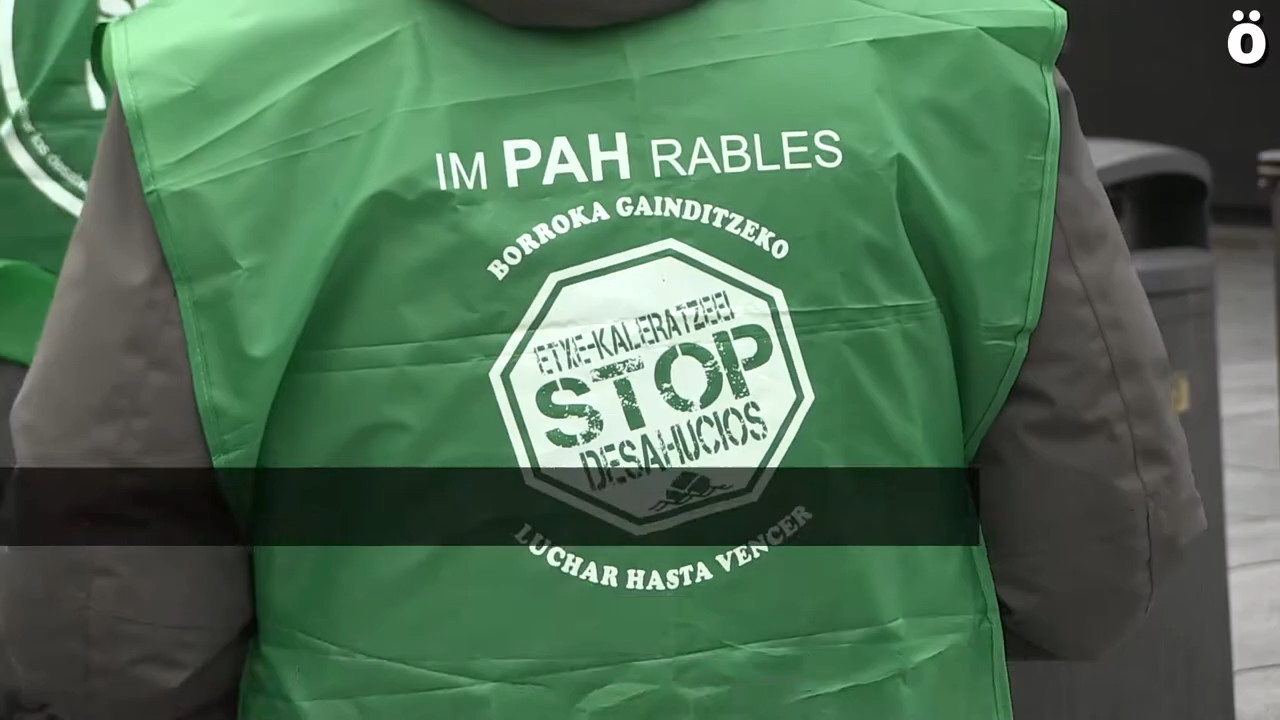 ö
IM PAH RABLES
BORROKA GAINDITZEKO
ETXE-KALERATZEEI
STOP
DESAHUCIOS
LUCHAR HASTA VENCER